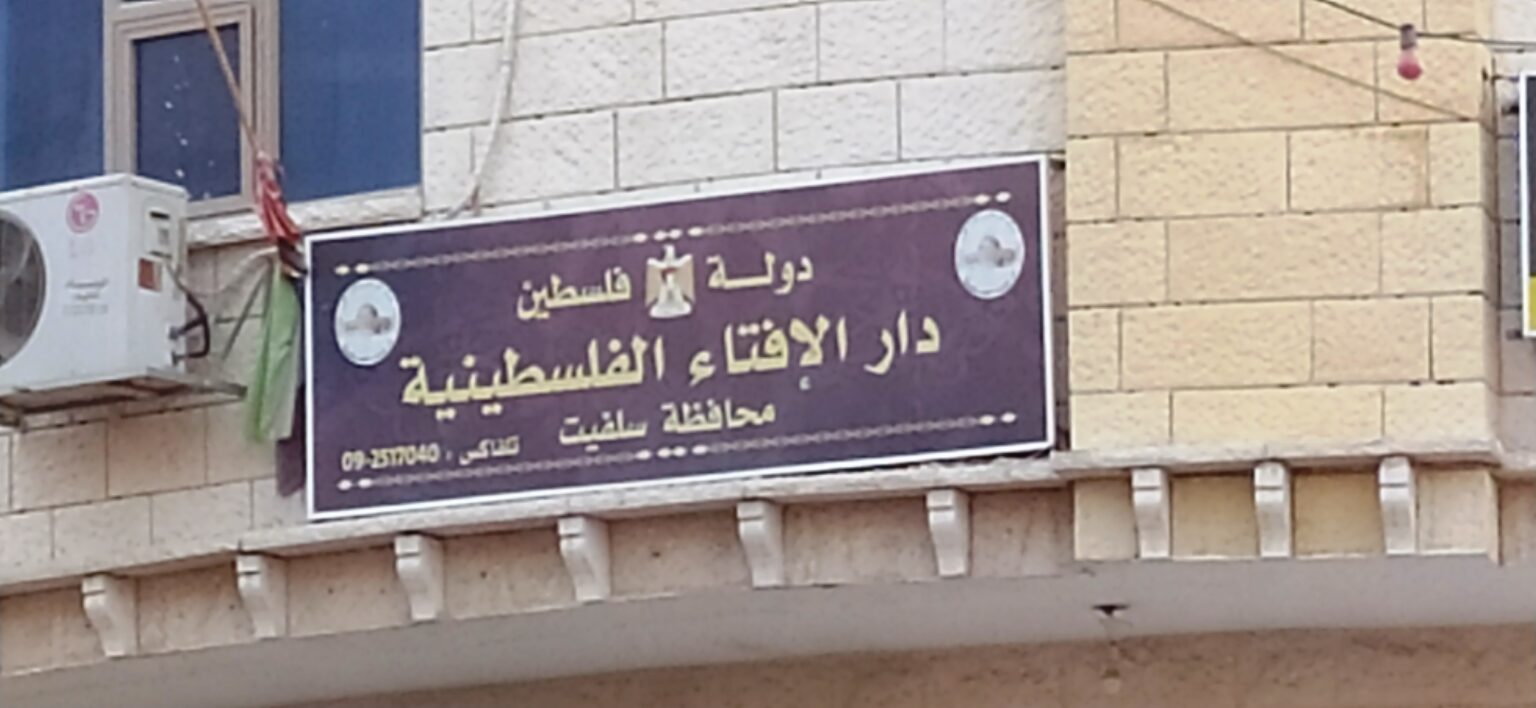 دولة فلسطين
دار الإفتاء الفلسطينية
محافظة سلفيت
تلفاكس : 09-2517040